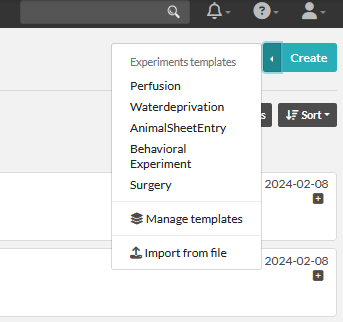 Experiments templates
Create
Perfusion
Waterdeprivation
AnimalSheetEntry
Behavioral
Experiment
Surgery
Manage templates
Import from file
s
Sort
2024-02-08
2024-02-08